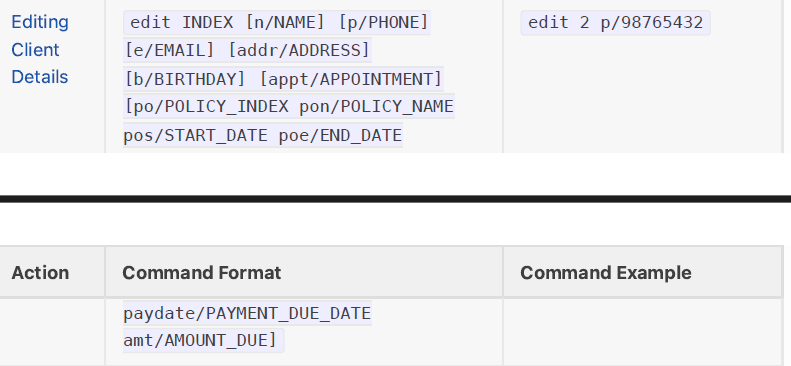 Editing Client Details
edit INDEX [n/NAME] [p/PHONE]
[e/EMAIL] [addr/ADDRESS]
[b/BIRTHDAY] [appt/APPOINTMENT]
[po/POLICY_INDEX pon/POLICY_NAME
pos/START_DATE poe/END_DATE
edit 2 p/98765432
Action
Command Format
Command Example
paydate/PAYMENT_DUE_DATE
amt/AMOUNT_DUE]